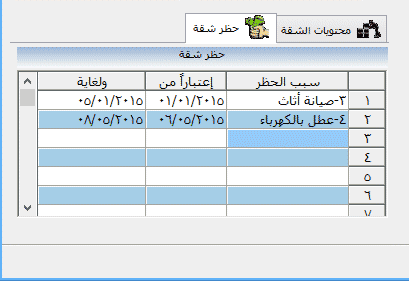 محتويات الشقة حظر شقة
حظر شقة
سبب الحظر إعتباراً من ولغاية
١ ٣-صيانة أثاث ٠١/٠١/٢٠١٥ ٠٥/٠١/٢٠١٥
٢ ٤-عطل بالكهرباء ٠٦/٠٥/٢٠١٥ ٠٨/٠٥/٢٠١٥
٣
٤
٥
٦
٧